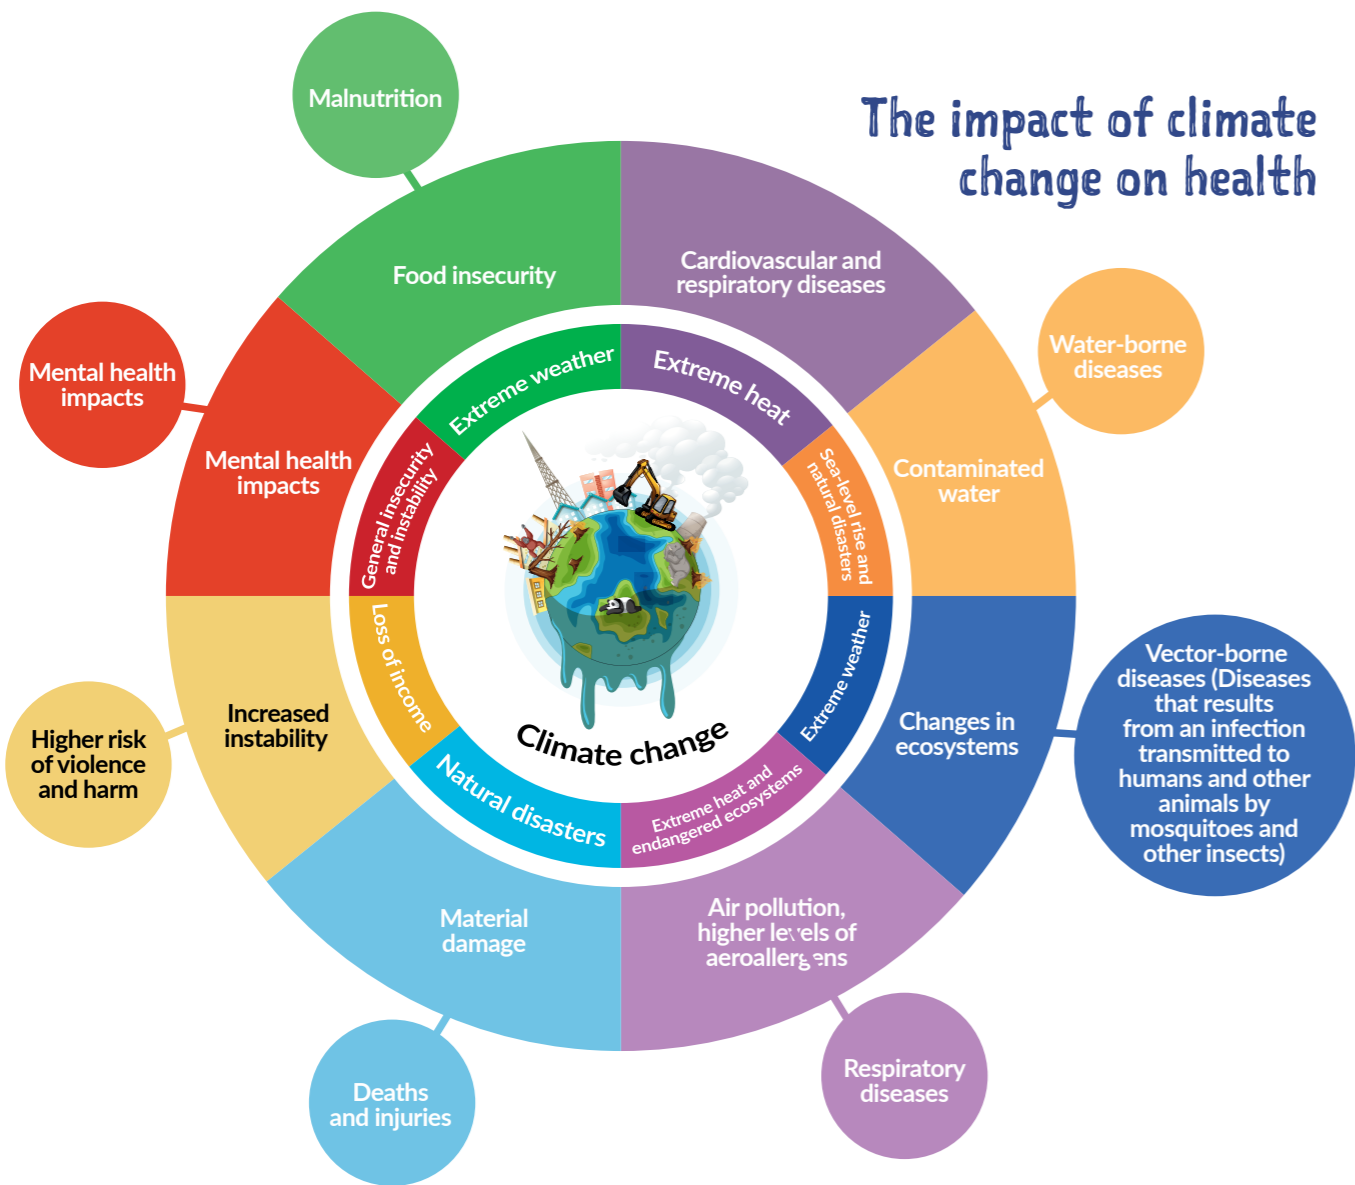 The impact of climate
change on health
Malnutrition
Food insecurity
Extreme weather
Cardiovascular and
respiratory diseases
Extreme heat
Water-borne
diseases
Contaminated
water
Sea-level rise and
natural disasters
Vector-borne
diseases (Diseases
that results
from an infection
transmitted to
humans and other
animals by
mosquitoes and
other insects)
Changes in
ecosystems
Extreme weather
Respiratory
diseases
Air pollution,
higher levels of
aeroallergens
Extreme heat and
endangered ecosystems
Deaths
and injuries
Material
damage
Natural disasters
Higher risk
of violence
and harm
Increased
instability
Loss of income
Mental health
impacts
Mental health
impacts
General insecurity
and instability
Climate change